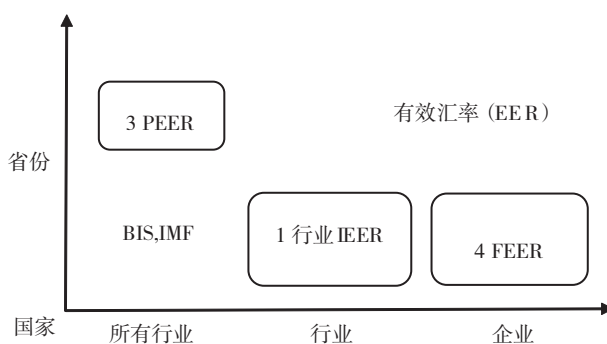 有效汇率 (EER)
3 PEER
省份
BIS,IMF
1 行业 IEER
4 FEER
国家
所有行业
行业
企业